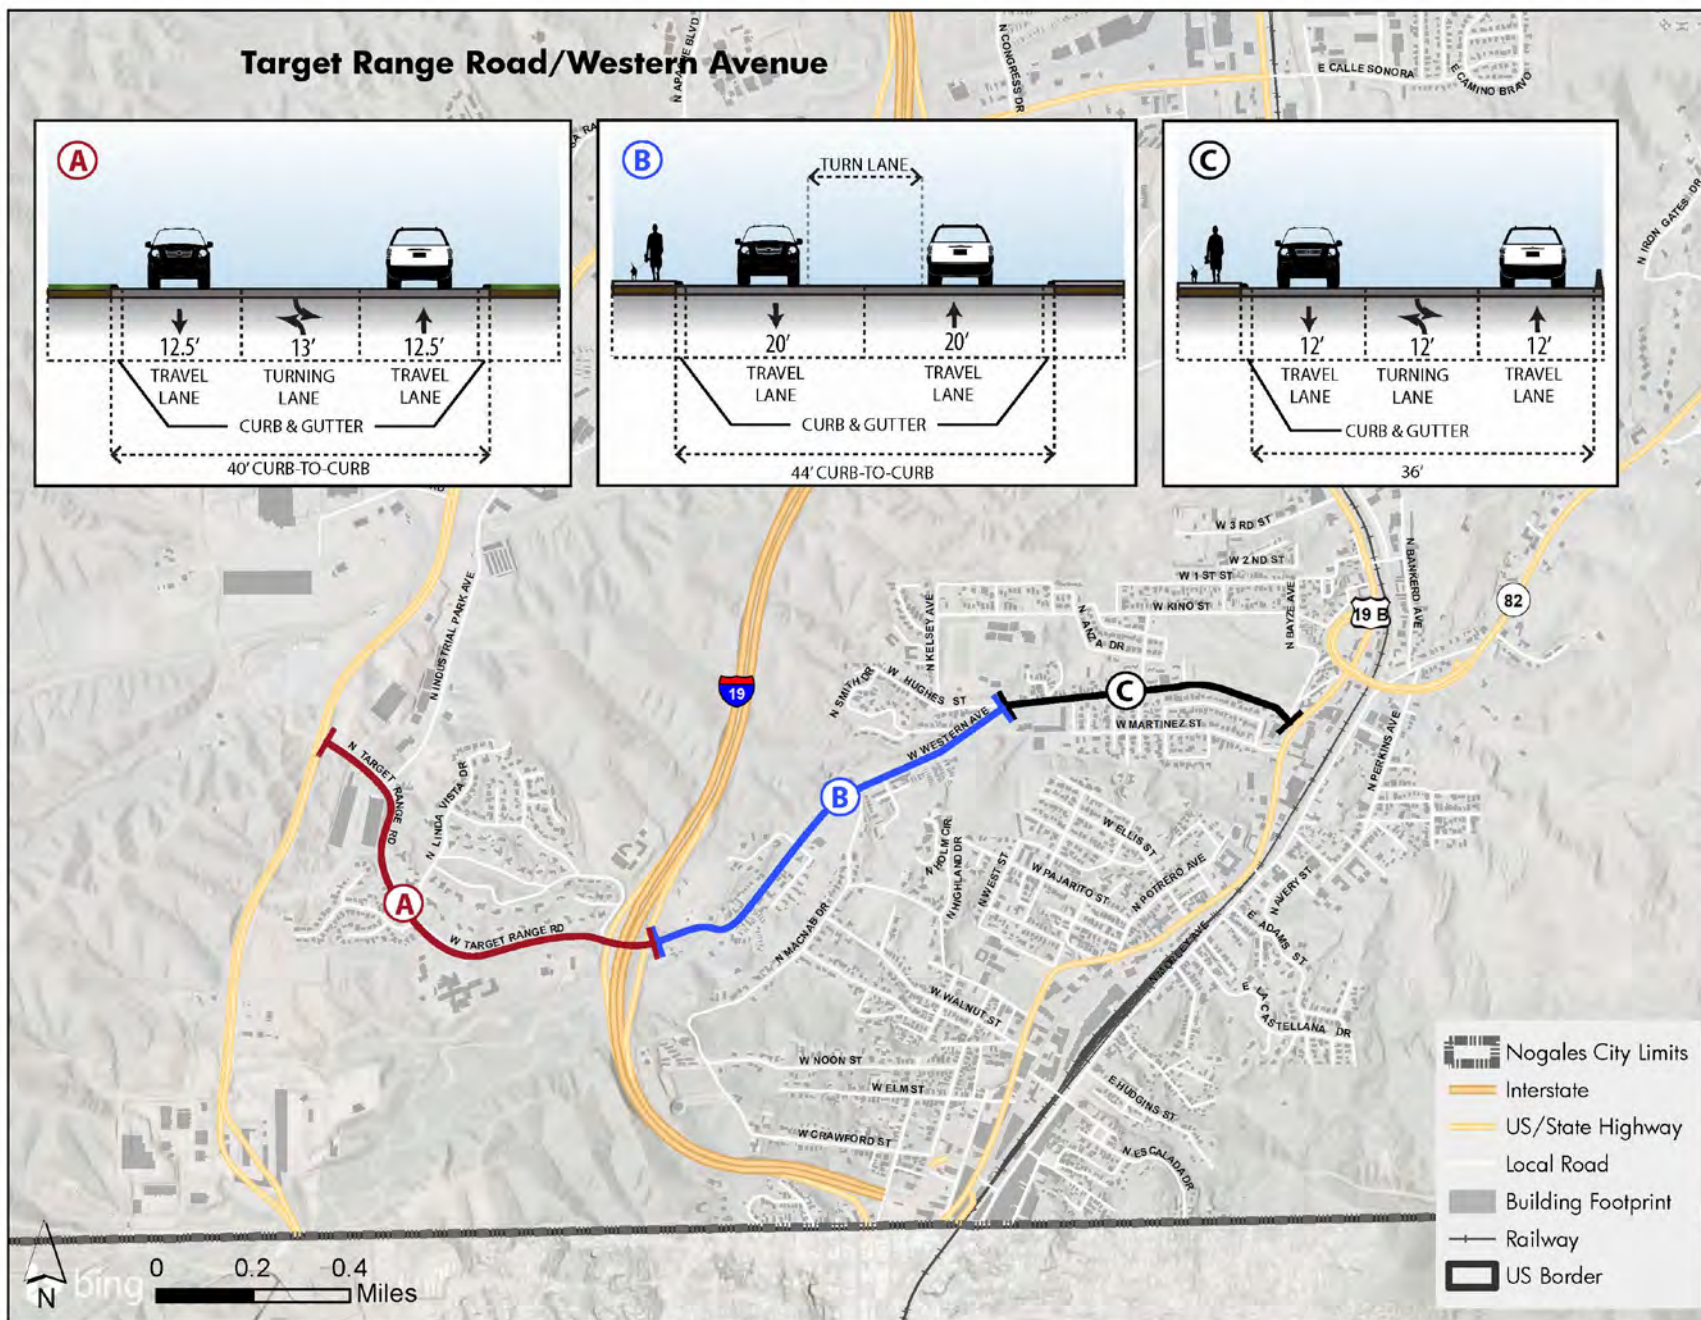 Target Range Road/Western Avenue
N APACHE BLVD
N CONGRESS DR
E CALLE SONORA
E CAMINO BRAVO
N IRON GATES DR
A
12.5'
13'
12.5'
TRAVEL
LANE
TURNING
LANE
TRAVEL
LANE
CURB & GUTTER
40' CURB-TO-CURB
B
TURN LANE
20'
20'
TRAVEL
LANE
TRAVEL
LANE
CURB & GUTTER
44' CURB-TO-CURB
C
12'
12'
12'
TRAVEL
LANE
TURNING
LANE
TRAVEL
LANE
CURB & GUTTER
36'
W 3RD ST
W 2ND ST
W 1 ST ST
W KINO ST
N BANKERD AVE
N BAYZE AVE
19 B
82
N INDUSTRIAL PARK AVE
N KELSEY AVE
N ANZA DR
19
N SMITH DR
W HUGHES ST
C
W WESTERN AVE
W MARTINEZ ST
N PERKINS AVE
N TARGET RANGE RD
N LINDA VISTA DR
B
N HOLM CIR
N HIGHLAND DR
N WEST ST
W ELLIS ST
W PAJARITO ST
N POTRERO AVE
N AVERY ST
A
W TARGET RANGE RD
N MACNAB DR
E ADAMS ST
N MORLEY AVE
E LA CASTELLANA DR
W WALNUT ST
W NOON ST
W ELM ST
E HUDGINS ST
W CRAWFORD ST
N ESCALADA DR
Nogales City Limits
Interstate
US/State Highway
Local Road
Building Footprint
Railway
US Border
N
bing
0 0.2 0.4
Miles